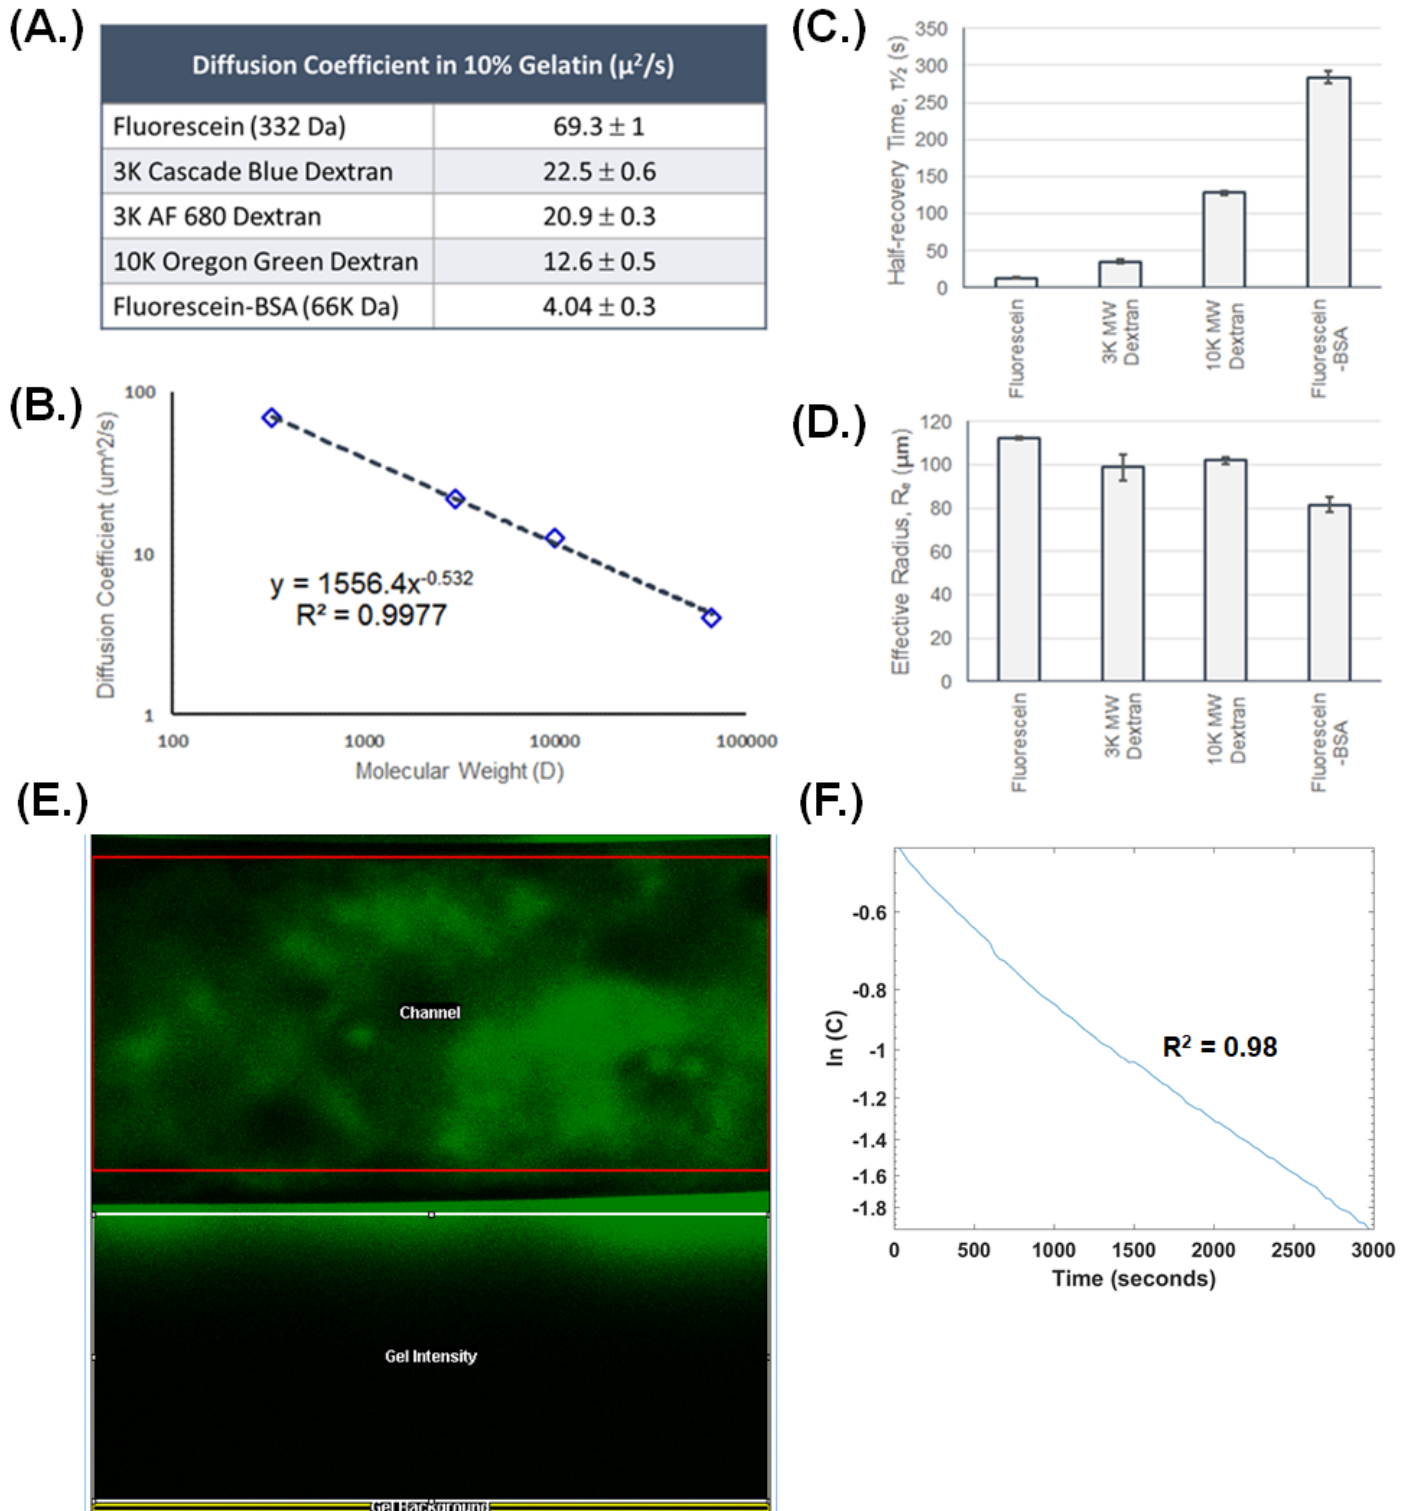 (A.)
Diffusion Coefficient in 10% Gelatin (μ²/s)
Fluorescein (332 Da) 69.3 ± 1
3K Cascade Blue Dextran 22.5 ± 0.6
3K AF 680 Dextran 20.9 ± 0.3
10K Oregon Green Dextran 12.6 ± 0.5
Fluorescein-BSA (66K Da) 4.04 ± 0.3
(B.)
Diffusion Coefficient (um^2/s)
100
10
1
y = 1556.4x^-0.532
R² = 0.9977
100 1000 10000 100000
Molecular Weight (D)
(C.)
Half-recovery Time, τ½ (s)
350
300
250
200
150
100
50
0
Fluorescein
3K MW
Dextran
10K MW
Dextran
Fluorescein
-BSA
(D.)
Effective Radius, Rₑ (μm)
120
100
80
60
40
20
0
Fluorescein
3K MW
Dextran
10K MW
Dextran
Fluorescein
-BSA
(E.)
Channel
Gel Intensity
Gel Background
(F.)
ln (C)
-0.6
-0.8
-1
-1.2
-1.4
-1.6
-1.8
R² = 0.98
0 500 1000 1500 2000 2500 3000
Time (seconds)